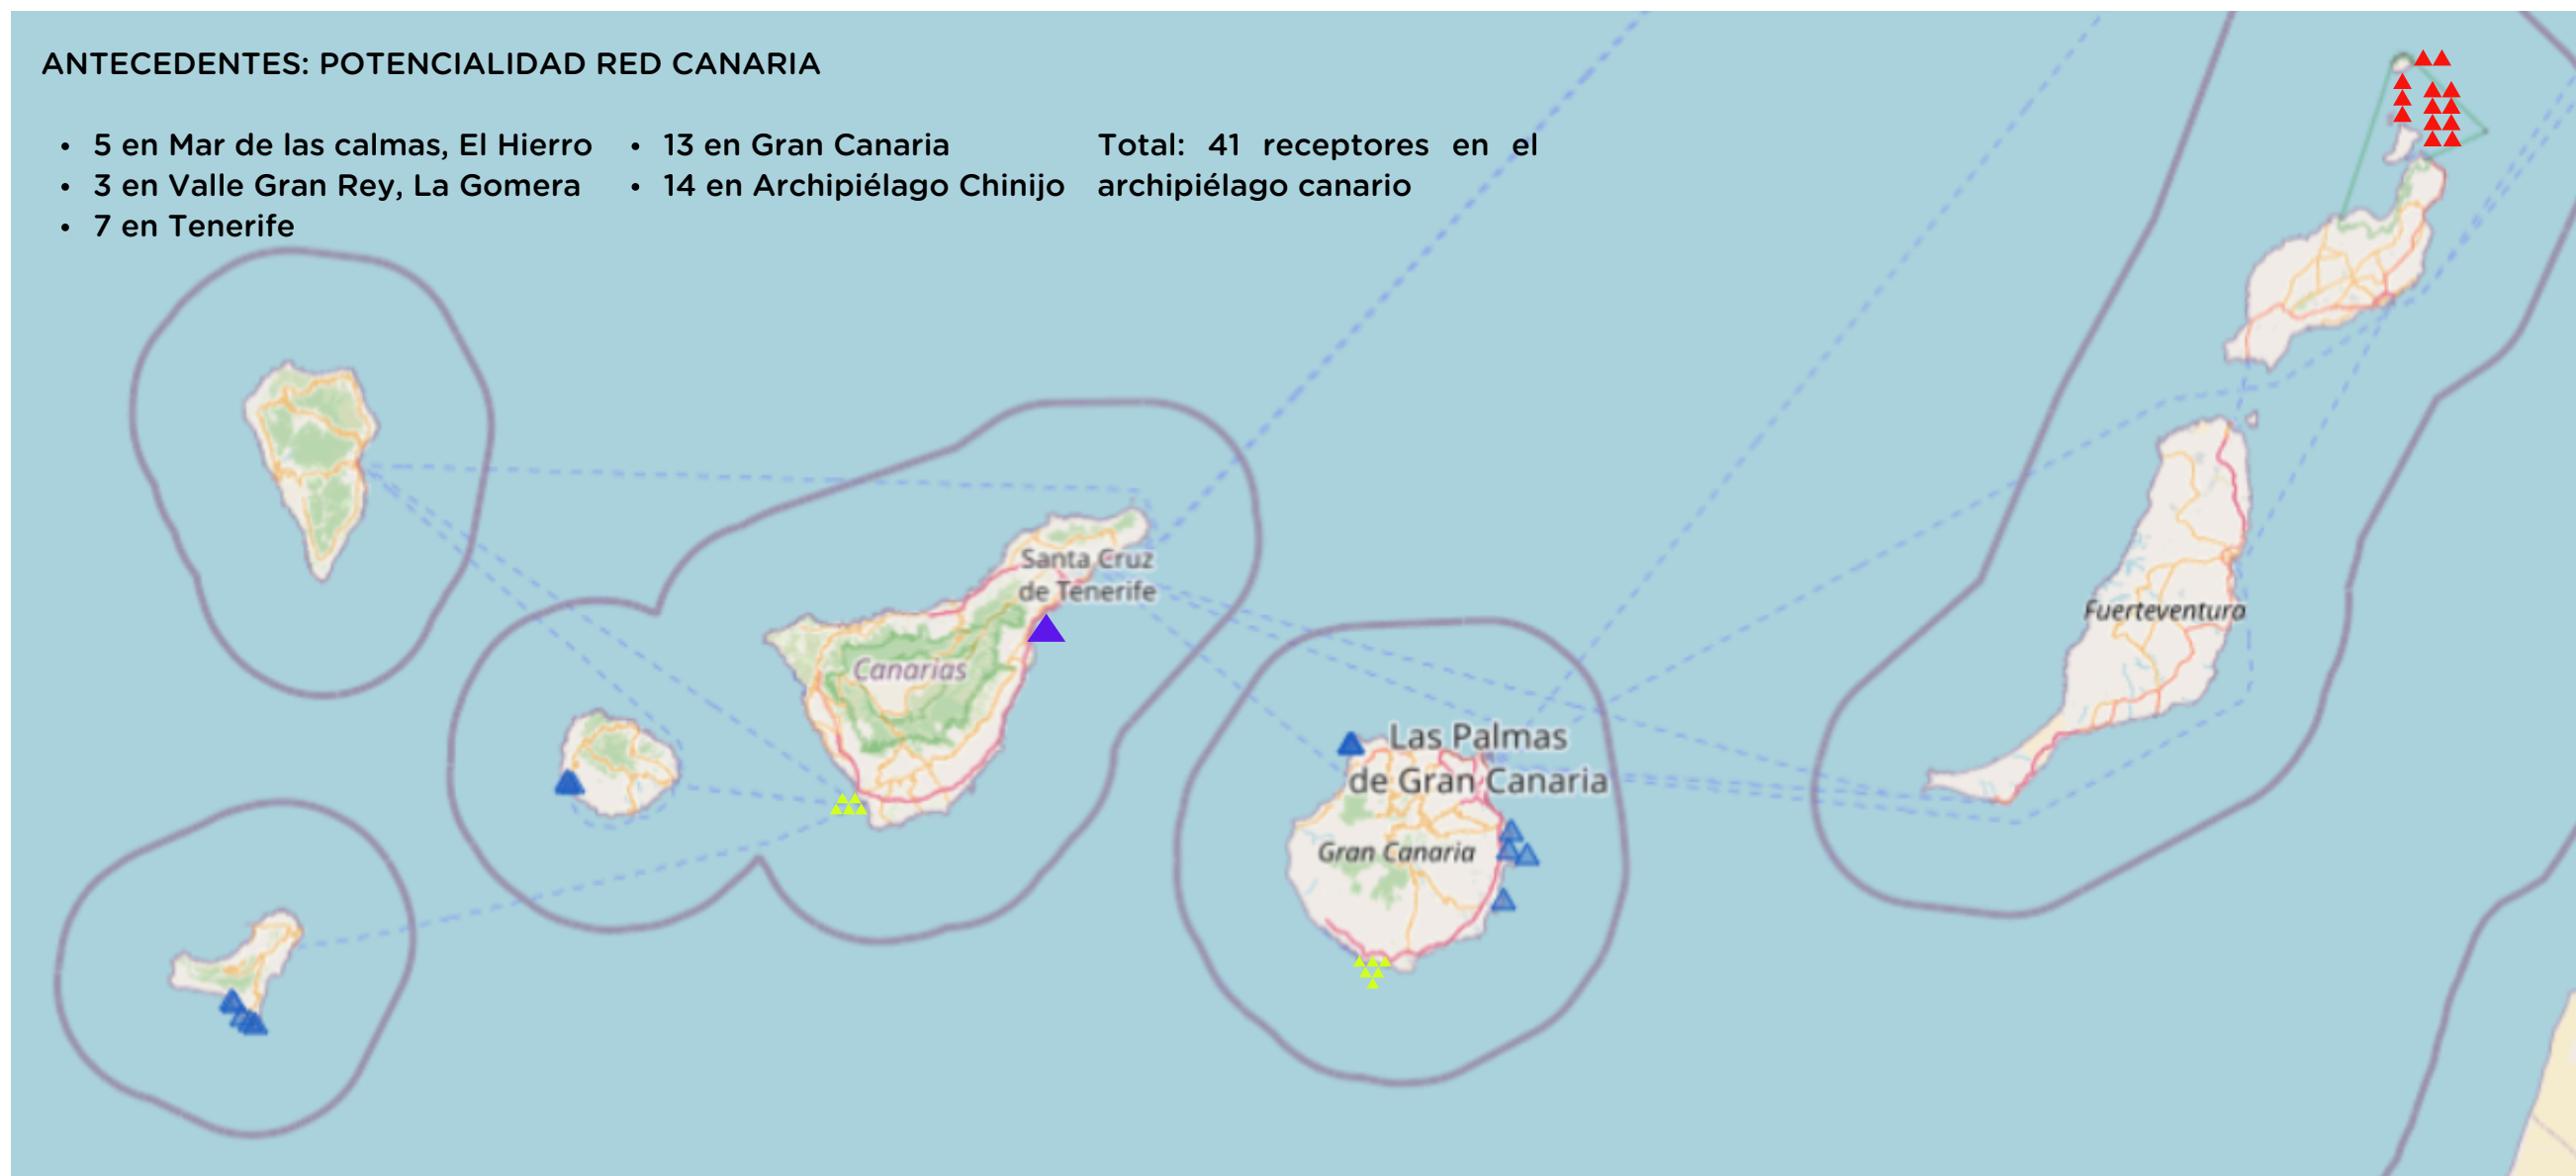 ANTECEDENTES: POTENCIALIDAD RED CANARIA
• 5 en Mar de las calmas, El Hierro
• 3 en Valle Gran Rey, La Gomera
• 7 en Tenerife
• 13 en Gran Canaria
• 14 en Archipiélago Chinijo
Total: 41 receptores en el
archipiélago canario
Santa Cruz
de Tenerife
Canarias
Las Palmas
de Gran Canaria
Gran Canaria
Fuerteventura